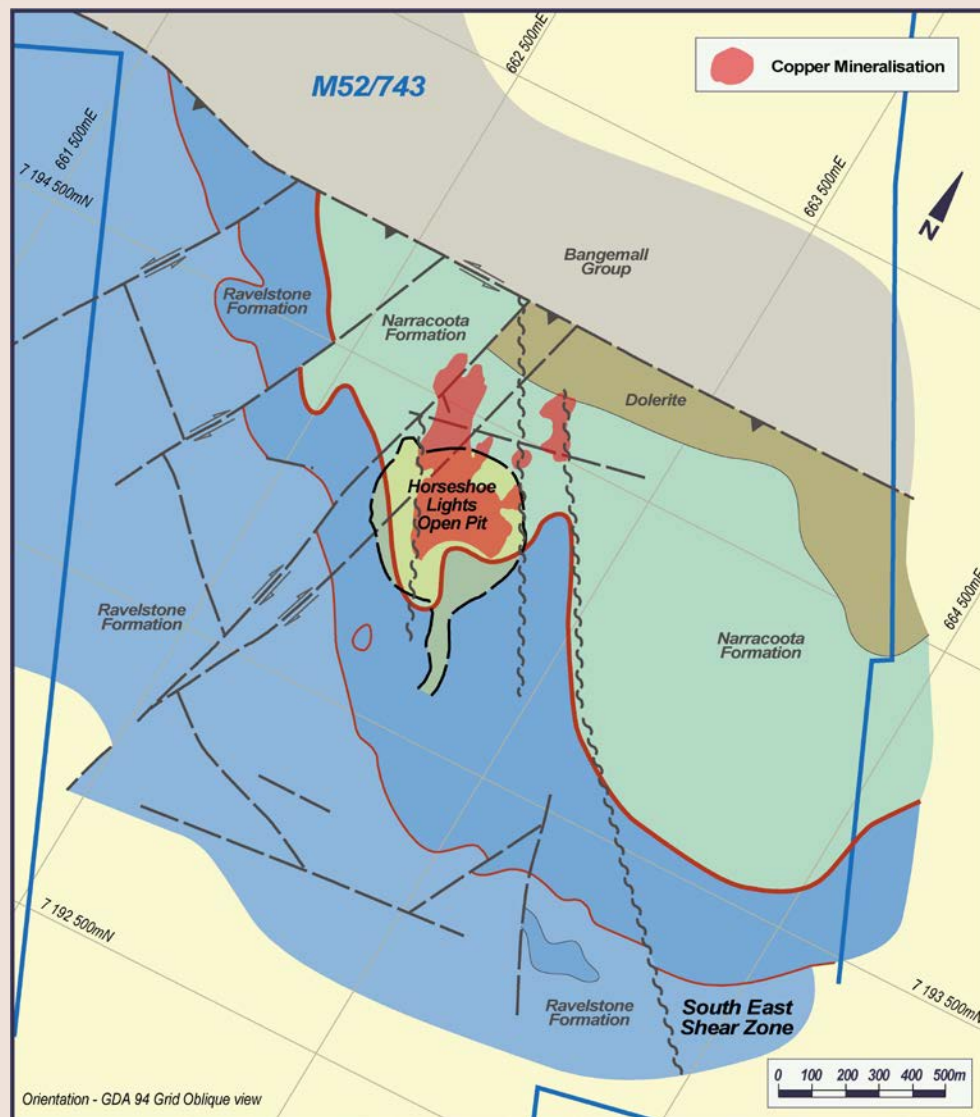 M52/743
Copper Mineralisation
662 500mE
661 500mE
7 194 500mN
663 500mE
N
Bangemall
Group
Ravelstone
Formation
Narracoota
Formation
Dolerite
Horseshoe
Lights
Open Pit
Ravelstone
Formation
Narracoota
Formation
664 500mE
7 192 500mN
7 193 500mN
Ravelstone
Formation
South East
Shear Zone
0 100 200 300 400 500m
Orientation - GDA 94 Grid Oblique view